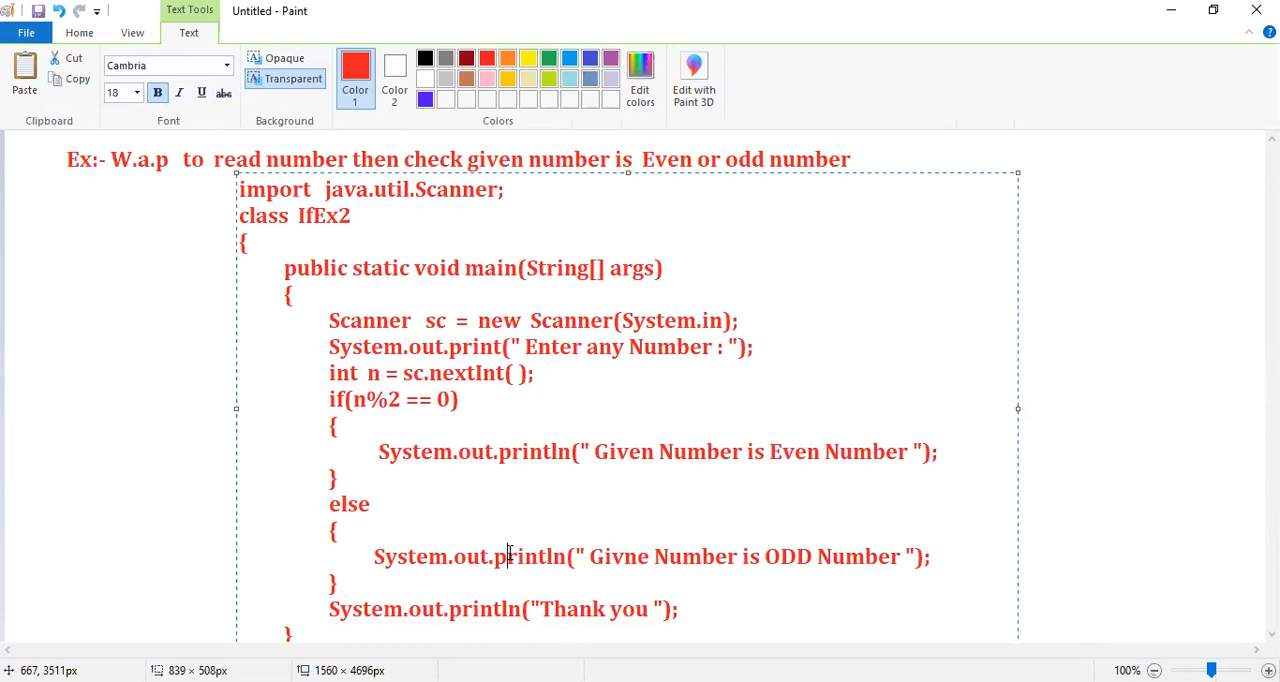 Text Tools
Untitled - Paint
File
Home
View
Text
Paste
Cut
Copy
Clipboard
Cambria
18
B
I
U
abc
Font
Opaque
Transparent
Background
Color 1
Color 2
Edit colors
Edit with Paint 3D
Colors
Ex:- W.a.p to read number then check given number is Even or odd number
import java.util.Scanner;
class IfEx2
{
public static void main(String[] args)
{
Scanner sc = new Scanner(System.in);
System.out.print(" Enter any Number : ");
int n = sc.nextInt( );
if(n%2 == 0)
{
System.out.println(" Given Number is Even Number ");
}
else
{
System.out.println(" Givne Number is ODD Number ");
}
System.out.println("Thank you ");
}
667, 3511px
839 × 508px
1560 × 4696px
100%